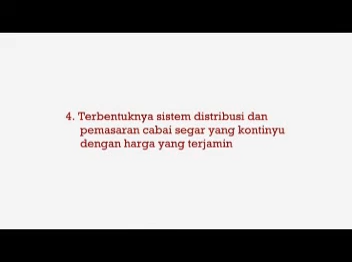 4. Terbentuknya sistem distribusi dan
pemasaran cabai segar yang kontinyu
dengan harga yang terjamin